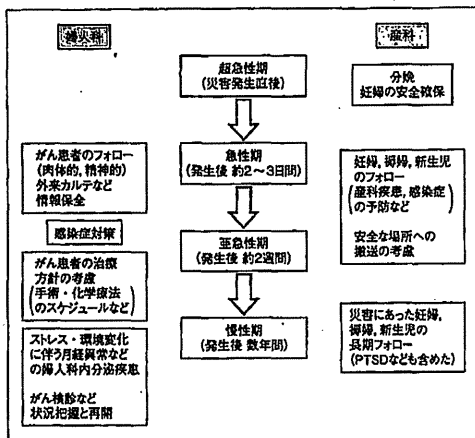 婦人科
産科
超急性期
(災害発生直後)
分娩
妊婦の安全確保
がん患者のフォロー
(肉体的,精神的)
外来カルテなど
情報保全
急性期
(発生後 約2~3日間)
妊婦,褥婦,新生児
のフォロー
(産科疾患,感染症
の予防など)
安全な場所への
搬送の考慮
感染症対策
がん患者の治療
方針の考慮
(手術・化学療法
のスケジュールなど)
亜急性期
(発生後 約2週間)
ストレス・環境変化
に伴う月経異常など
の婦人科内分泌疾患
がん検診など
状況把握と再開
慢性期
(発生後 数年間)
災害にあった妊婦,
褥婦,新生児の
長期フォロー
(PTSDなども含めた)